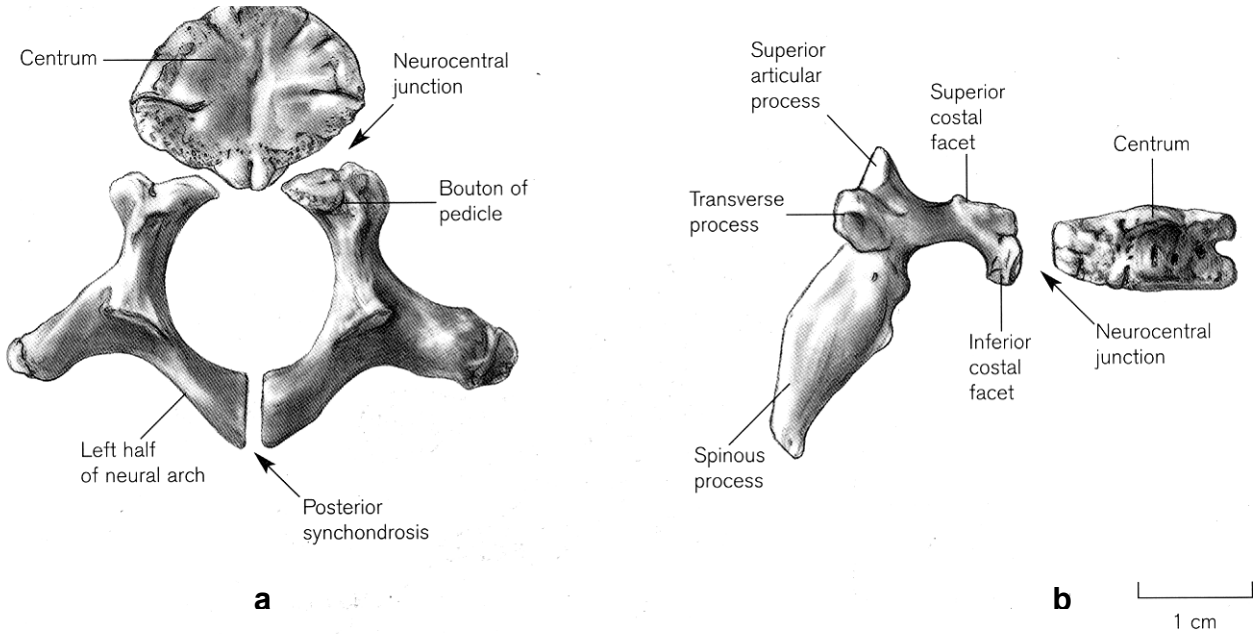 Centrum
Neurocentral
junction
Bouton of
pedicle
Left half
of neural arch
Posterior
synchondrosis
a
Superior
articular
process
Superior
costal
facet
Centrum
Transverse
process
Inferior
costal
facet
Neurocentral
junction
Spinous
process
b
1 cm